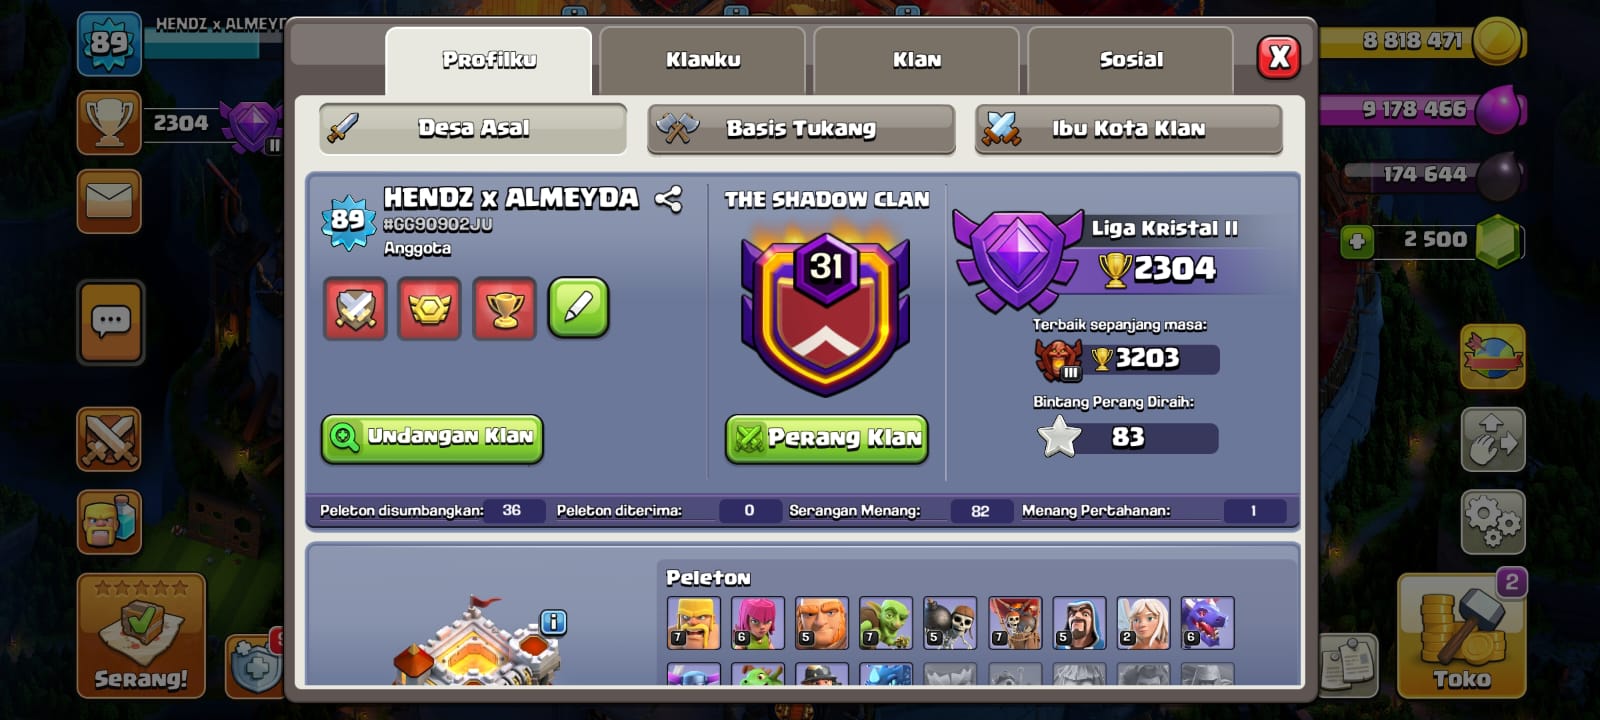 89
HENDZ x ALMEYD
Profilku
Klanku
Klan
Sosial
X
8 818 471
2304
II
Desa Asal
Basis Tukang
Ibu Kota Klan
9 178 466
174 644
2 500
89
HENDZ x ALMEYDA
#GG90902JU
Anggota
THE SHADOW CLAN
31
Liga Kristal II
2304
Terbaik sepanjang masa:
III
3203
Bintang Perang Diraih:
83
Undangan Klan
Perang Klan
Peleton disumbangkan: 36
Peleton diterima: 0
Serangan Menang: 82
Menang Pertahanan: 1
Peleton
i
7 6 5 7 5 7 5 2 6
Serang!
2
Toko